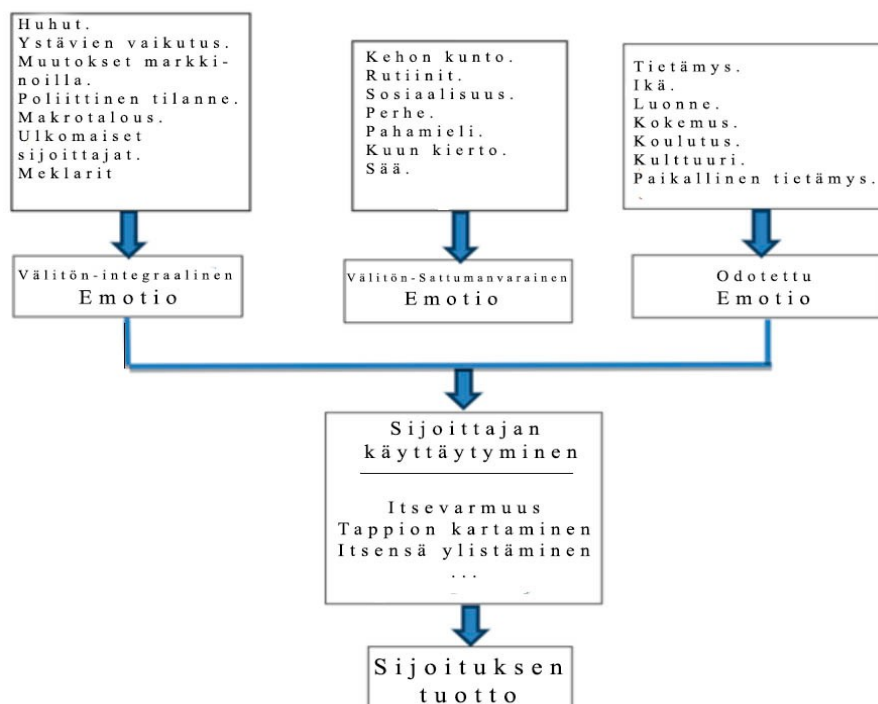 Huhut.
Ystävien vaikutus.
Muutokset markki-
noilla.
Poliittinen tilanne.
Makrotalous.
Ulkomaiset
sijoittajat.
Meklarit
Kehon kunto.
Rutiinit.
Sosiaalisuus.
Perhe.
Pahamieli.
Kuun kierto.
Sää.
Tietämys.
Ikä.
Luonne.
Kokemus.
Koulutus.
Kulttuuri.
Paikallinen tietämys.
Välitön-integraalinen
Emotio
Välitön-Sattumanvarainen
Emotio
Odotettu
Emotio
Sijoittajan
käyttäytyminen
Itsevarmuus
Tappion kartaminen
Itsensä ylistäminen
...
Sijoituksen
tuotto